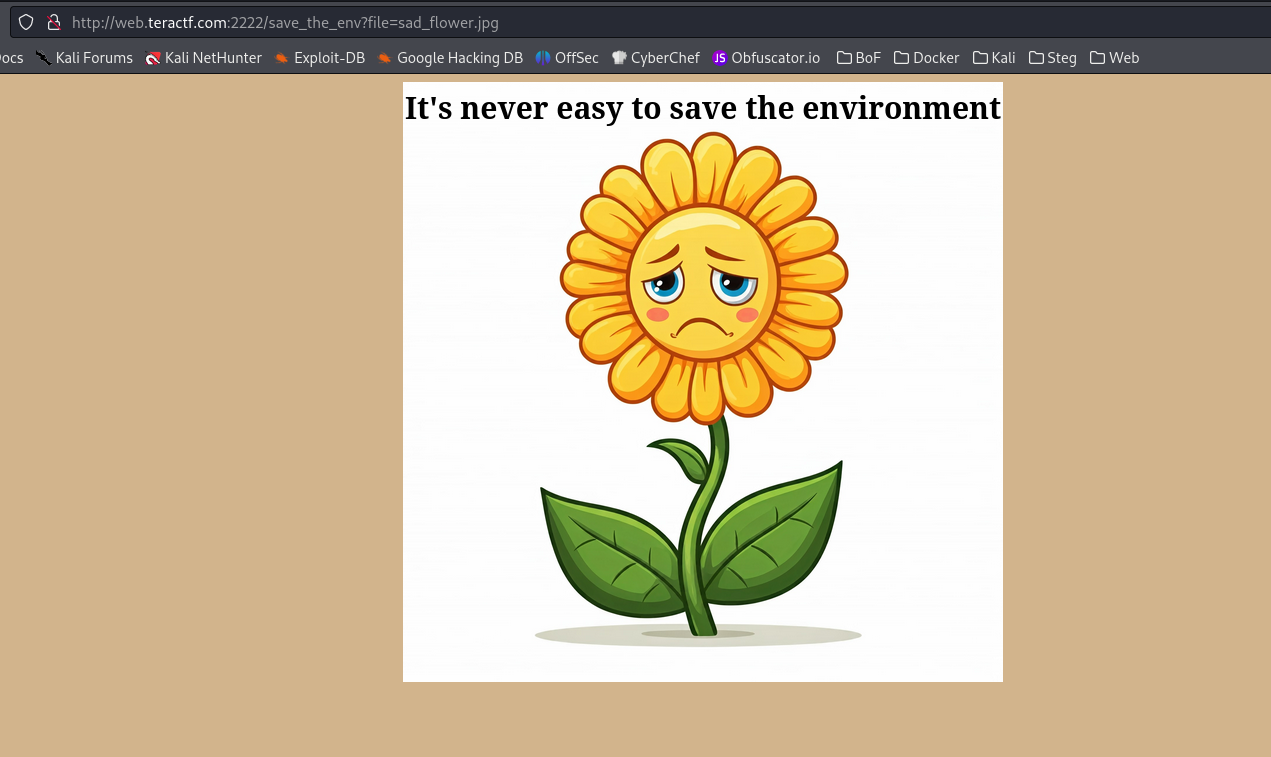 http://web.teractf.com:2222/save_the_env?file=sad_flower.jpg
ocs Kali Forums Kali NetHunter Exploit-DB Google Hacking DB OffSec CyberChef JS Obfuscator.io BoF Docker Kali Steg Web
It's never easy to save the environment